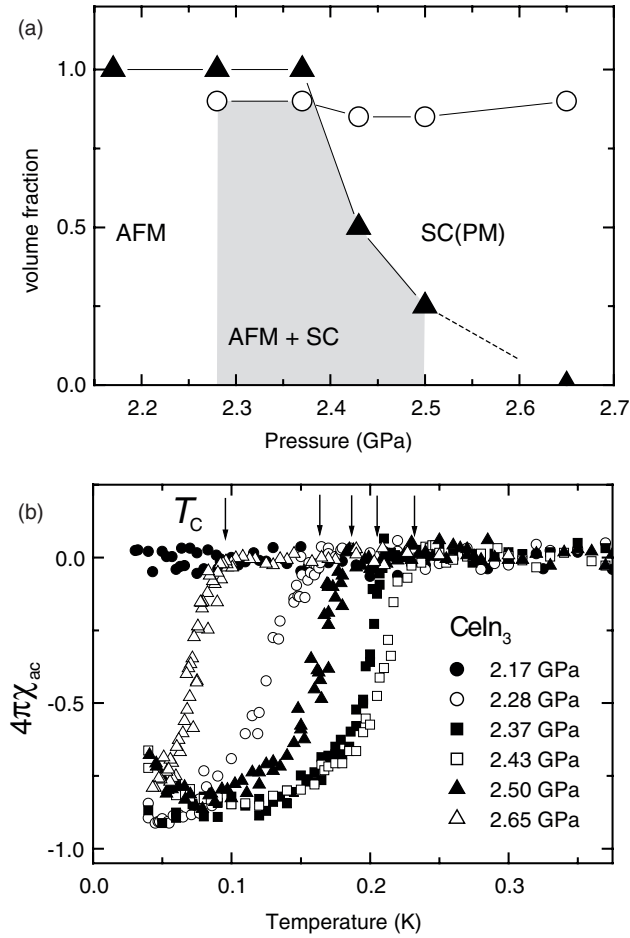 (a)
1.0
0.5
0.0
volume fraction
AFM
SC(PM)
AFM + SC
2.2
2.3
2.4
2.5
2.6
2.7
Pressure (GPa)
(b)
T_C
0.0
-0.5
-1.0
4πχ_ac
CeIn_3
2.17 GPa
2.28 GPa
2.37 GPa
2.43 GPa
2.50 GPa
2.65 GPa
0.0
0.1
0.2
0.3
Temperature (K)